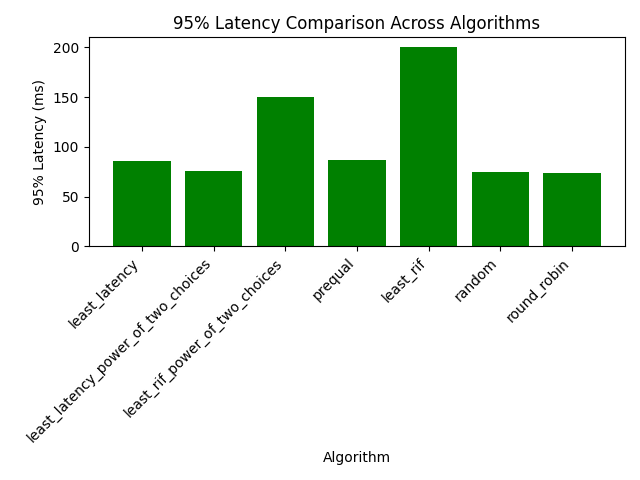 95% Latency Comparison Across Algorithms
95% Latency (ms)
200
150
100
50
0
least_latency
least_latency_power_of_two_choices
least_rif_power_of_two_choices
prequal
least_rif
random
round_robin
Algorithm